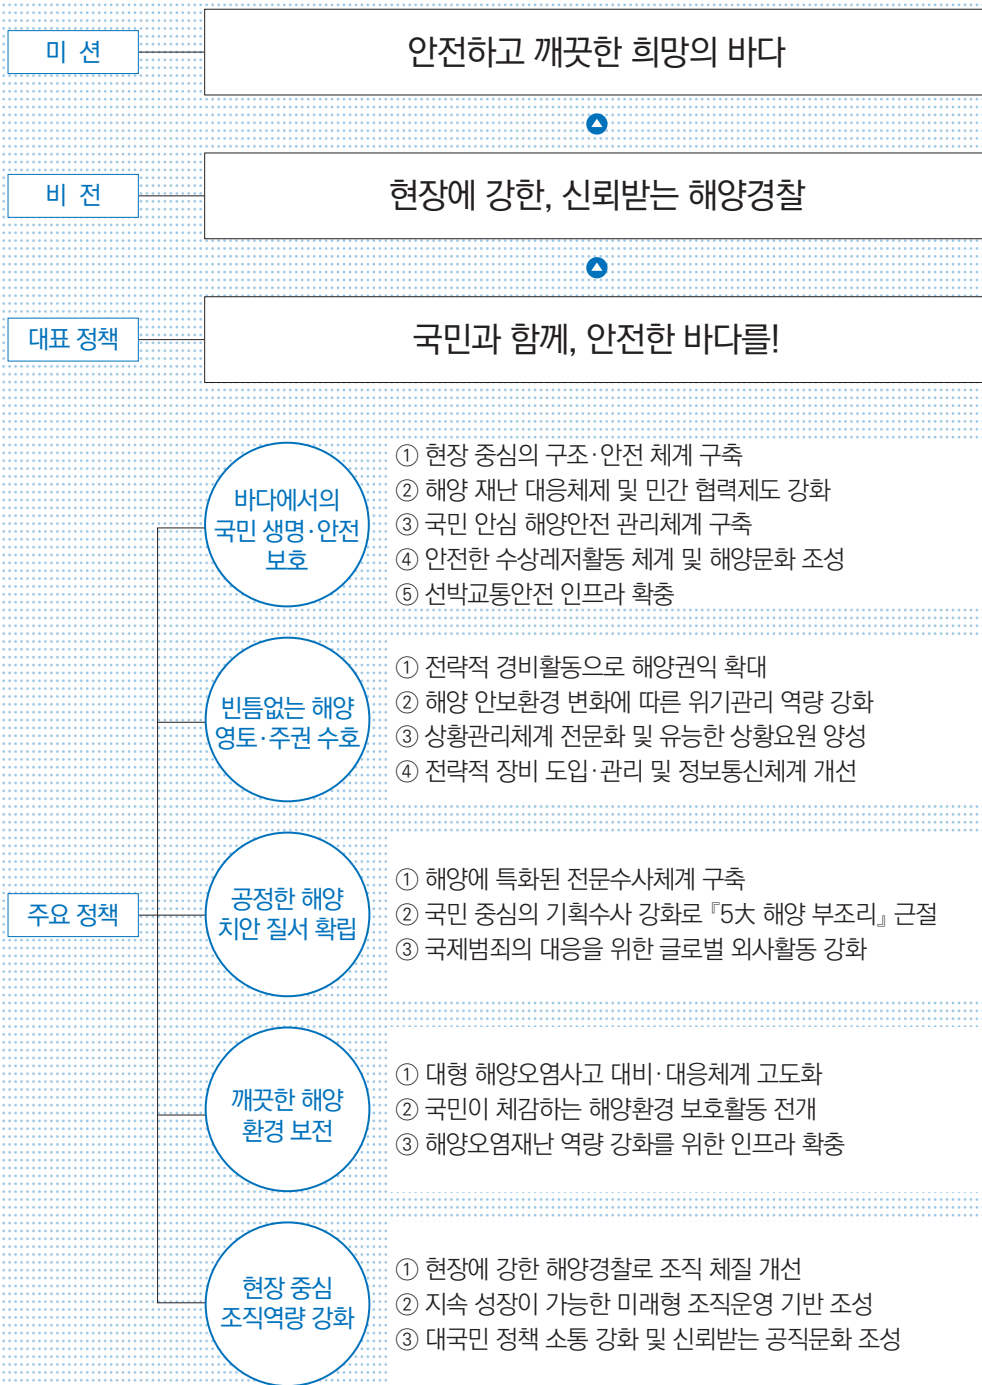 미 션
안전하고 깨끗한 희망의 바다
비 전
현장에 강한, 신뢰받는 해양경찰
대표 정책
국민과 함께, 안전한 바다를!
주요 정책
바다에서의
국민 생명·안전
보호
① 현장 중심의 구조·안전 체계 구축
② 해양 재난 대응체제 및 민간 협력제도 강화
③ 국민 안심 해양안전 관리체계 구축
④ 안전한 수상레저활동 체계 및 해양문화 조성
⑤ 선박교통안전 인프라 확충
빈틈없는 해양
영토·주권 수호
① 전략적 경비활동으로 해양권익 확대
② 해양 안보환경 변화에 따른 위기관리 역량 강화
③ 상황관리체계 전문화 및 유능한 상황요원 양성
④ 전략적 장비 도입·관리 및 정보통신체계 개선
공정한 해양
치안 질서 확립
① 해양에 특화된 전문수사체계 구축
② 국민 중심의 기획수사 강화로 『5大 해양 부조리』 근절
③ 국제범죄의 대응을 위한 글로벌 외사활동 강화
깨끗한 해양
환경 보전
① 대형 해양오염사고 대비·대응체계 고도화
② 국민이 체감하는 해양환경 보호활동 전개
③ 해양오염재난 역량 강화를 위한 인프라 확충
현장 중심
조직역량 강화
① 현장에 강한 해양경찰로 조직 체질 개선
② 지속 성장이 가능한 미래형 조직운영 기반 조성
③ 대국민 정책 소통 강화 및 신뢰받는 공직문화 조성